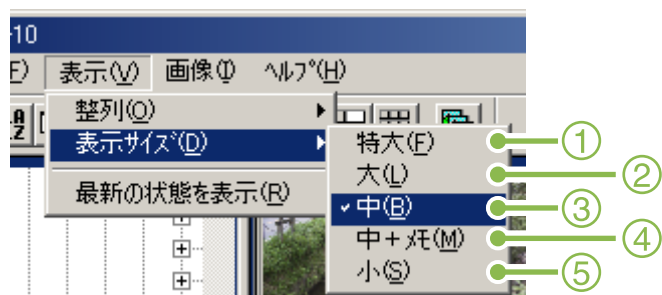 -10
F) 表示(V) 画像(I) ﾍﾙﾌﾟ(H)
A
Z
整列(O)
表示ｻｲｽﾞ(D)
最新の状態を表示(R)
特大(F) ①
大(L) ②
✓中(B) ③
中+ﾒﾓ(M) ④
小(S) ⑤